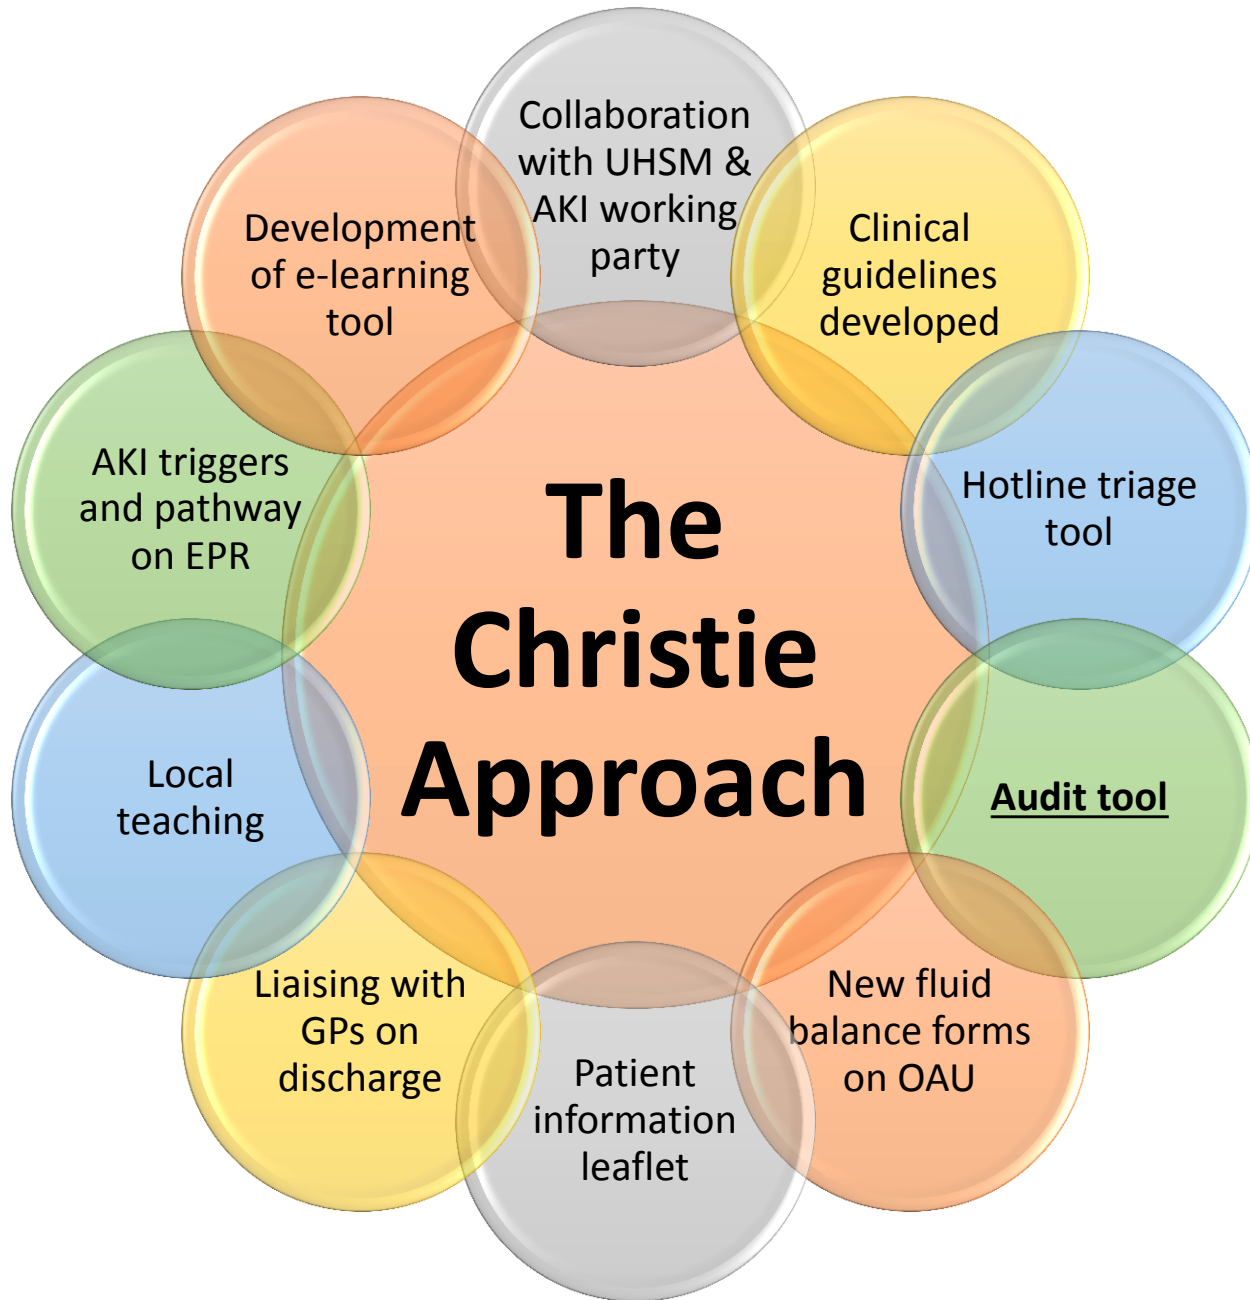 The
Christie
Approach
Collaboration
with UHSM &
AKI working
party
Clinical
guidelines
developed
Hotline triage
tool
Audit tool
New fluid
balance forms
on OAU
Patient
information
leaflet
Liaising with
GPs on
discharge
Local
teaching
AKI triggers
and pathway
on EPR
Development
of e-learning
tool